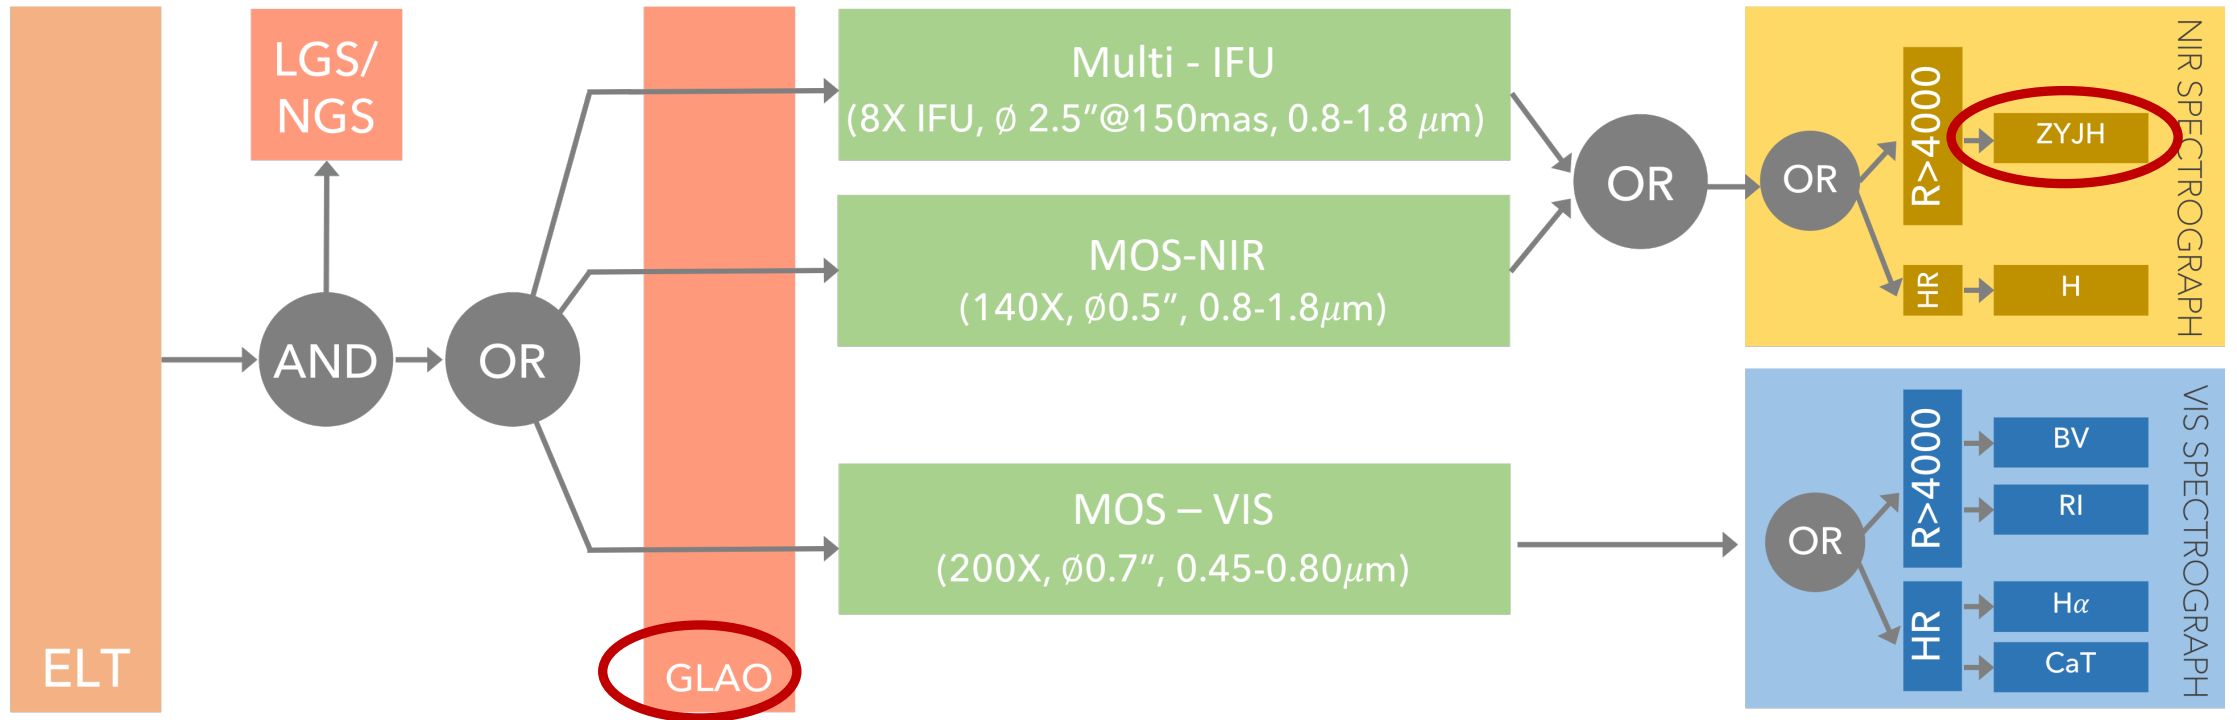 ELT
LGS/
NGS
AND
OR
GLAO
Multi - IFU
(8X IFU, Ø 2.5”@150mas, 0.8-1.8 μm)
MOS-NIR
(140X, Ø0.5”, 0.8-1.8μm)
MOS – VIS
(200X, Ø0.7”, 0.45-0.80μm)
OR
OR
R>4000
ZYJH
HR
H
NIR SPECTROGRAPH
OR
R>4000
BV
RI
HR
Hα
CaT
VIS SPECTROGRAPH